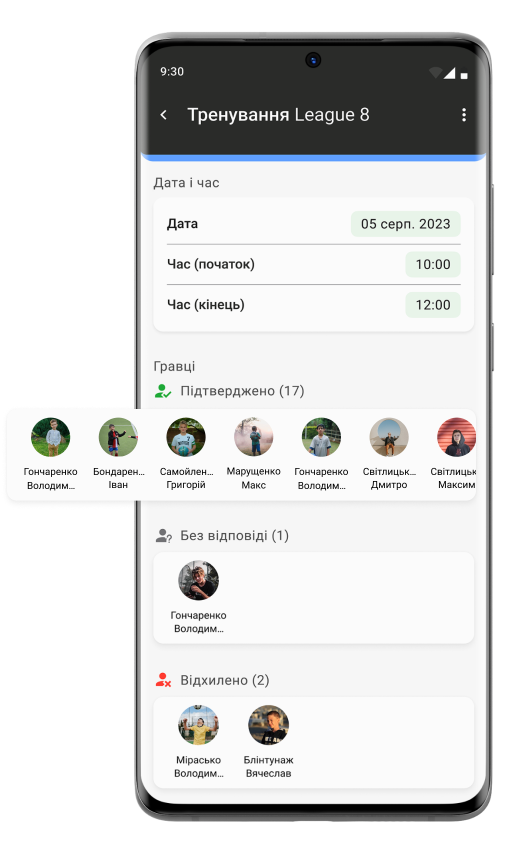 9:30
Тренування League 8
Дата і час
Дата 05 серп. 2023
Час (початок) 10:00
Час (кінець) 12:00
Гравці
Підтверджено (17)
Гончаренко Бондарен... Самойлен... Марущенко Гончаренко Світлицьк... Світлицьк
Володим... Іван Григорій Макс Володим... Дмитро Максим
? Без відповіді (1)
Гончаренко
Володим...
Відхилено (2)
Мірасько Блінтунаж
Володим... Вячеслав